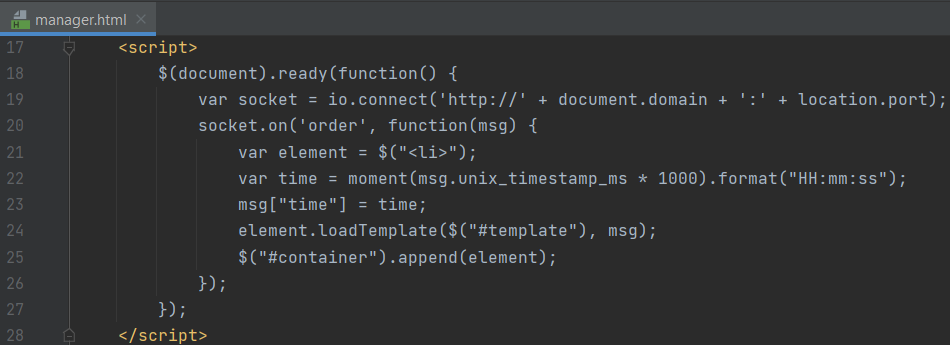 manager.html
17 <script>
18 $(document).ready(function() {
19 var socket = io.connect('http://' + document.domain + ':' + location.port);
20 socket.on('order', function(msg) {
21 var element = $("<li>");
22 var time = moment(msg.unix_timestamp_ms * 1000).format("HH:mm:ss");
23 msg["time"] = time;
24 element.loadTemplate($("#template"), msg);
25 $("#container").append(element);
26 });
27 });
28 </script>